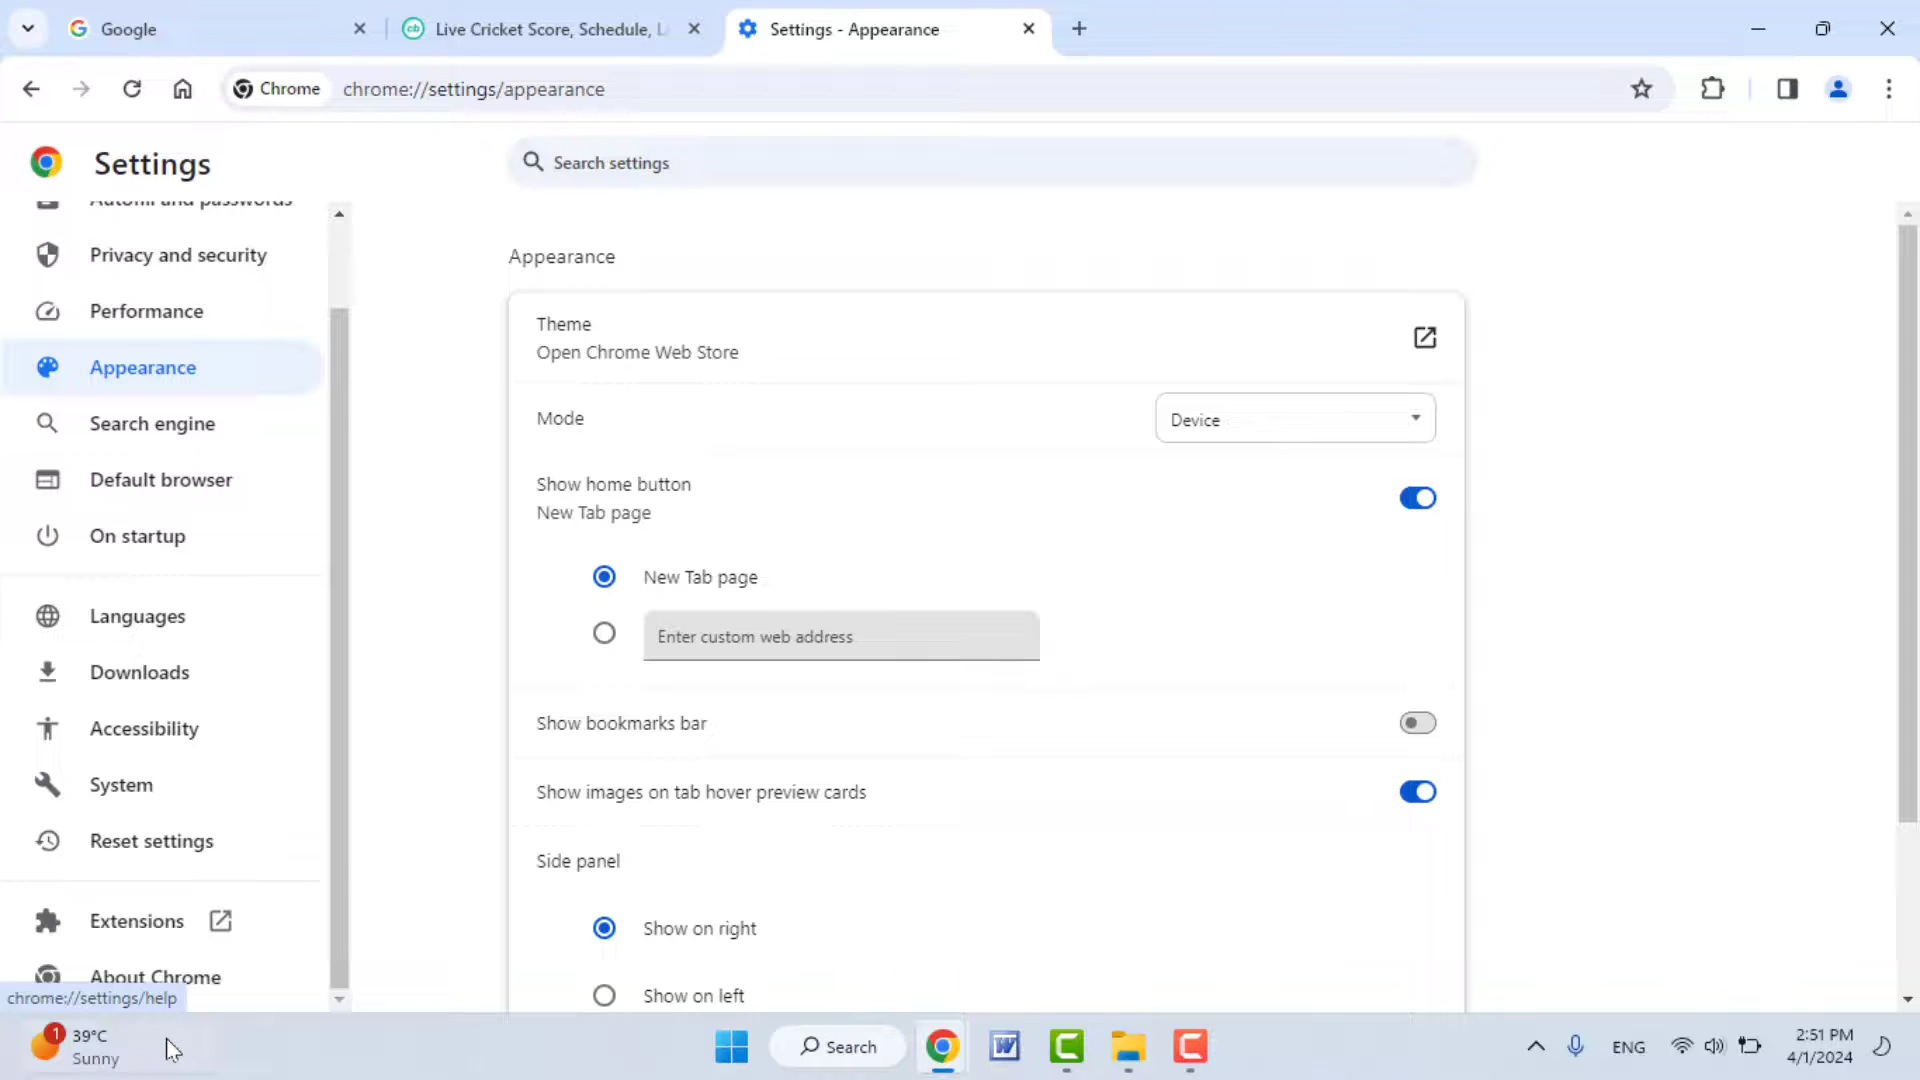 Google
Live Cricket Score, Schedule, L
Settings - Appearance
Chrome
chrome://settings/appearance
Settings
Search settings
Autofill and passwords
Privacy and security
Performance
Appearance
Search engine
Default browser
On startup
Languages
Downloads
Accessibility
System
Reset settings
Extensions
About Chrome
chrome://settings/help
Appearance
Theme
Open Chrome Web Store
Mode
Device
Show home button
New Tab page
New Tab page
Enter custom web address
Show bookmarks bar
Show images on tab hover preview cards
Side panel
Show on right
Show on left
1
39°C
Sunny
Search
ENG
2:51 PM
4/1/2024